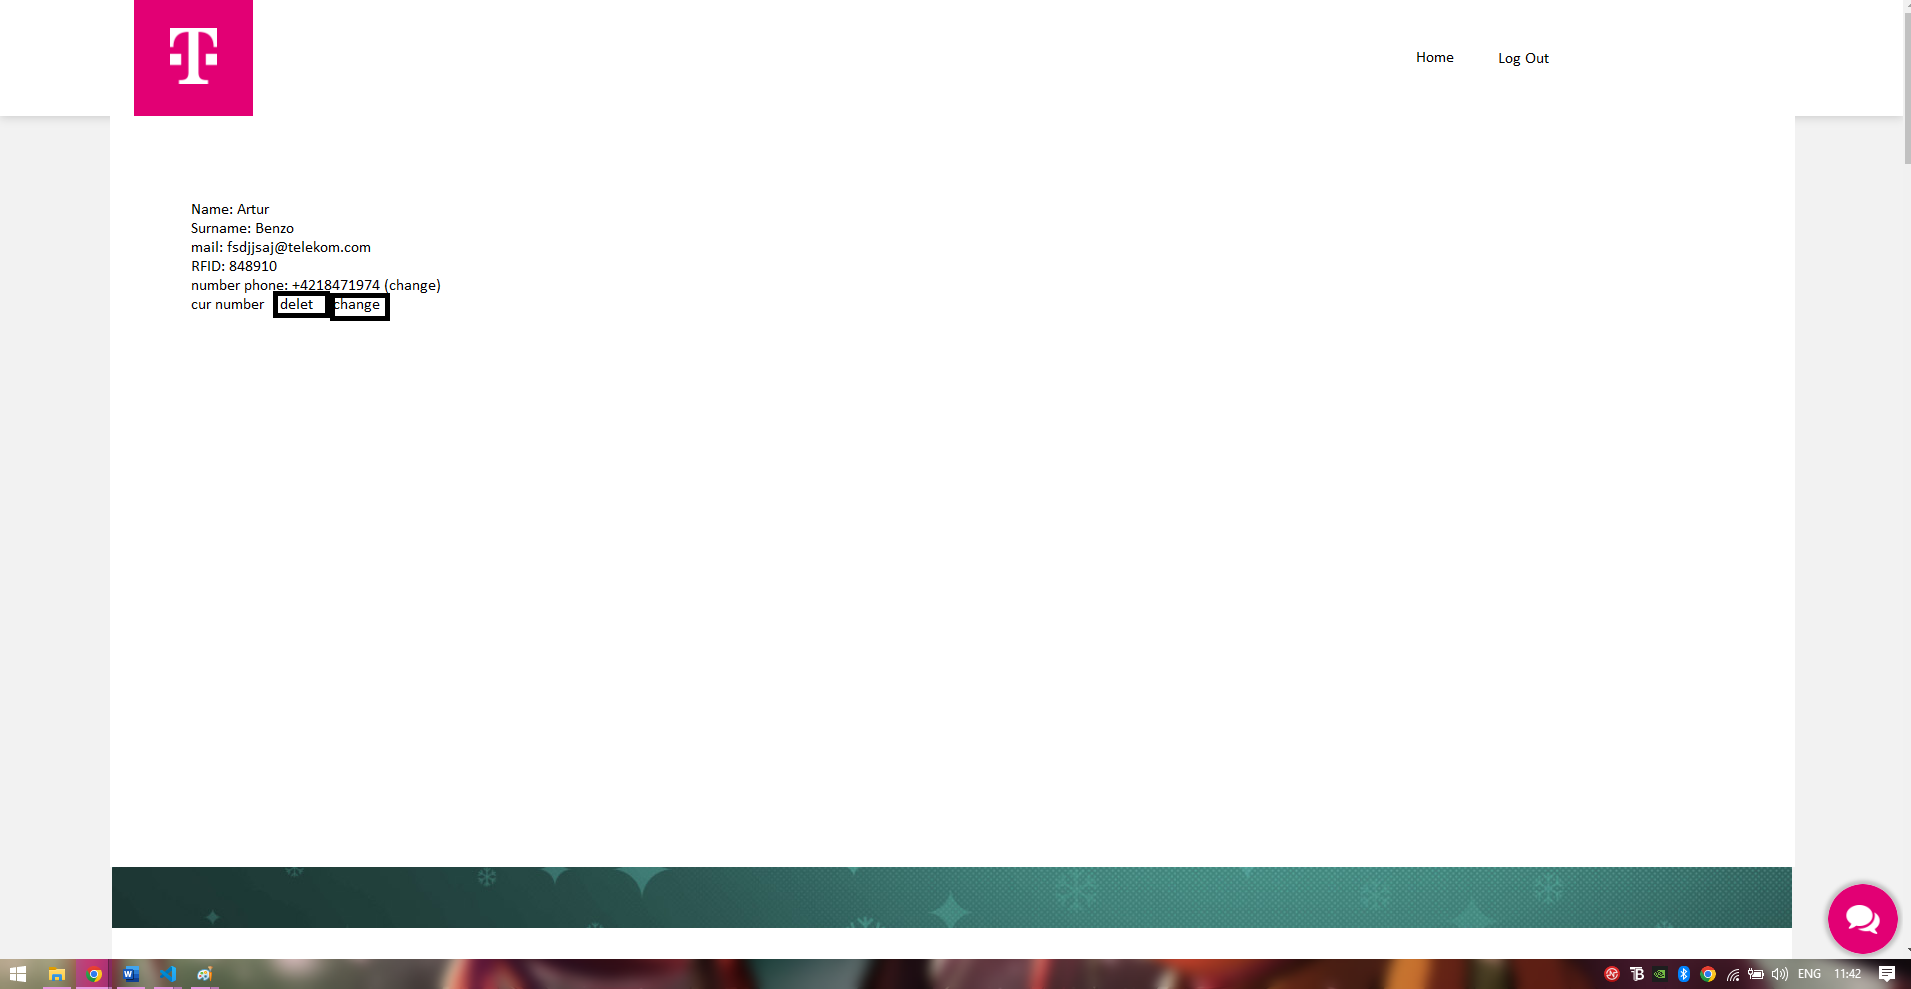 T
Home
Log Out
Name: Artur
Surname: Benzo
mail: fsdjjsaj@telekom.com
RFID: 848910
number phone: +4218471974 (change)
cur number delet change
ENG 11:42